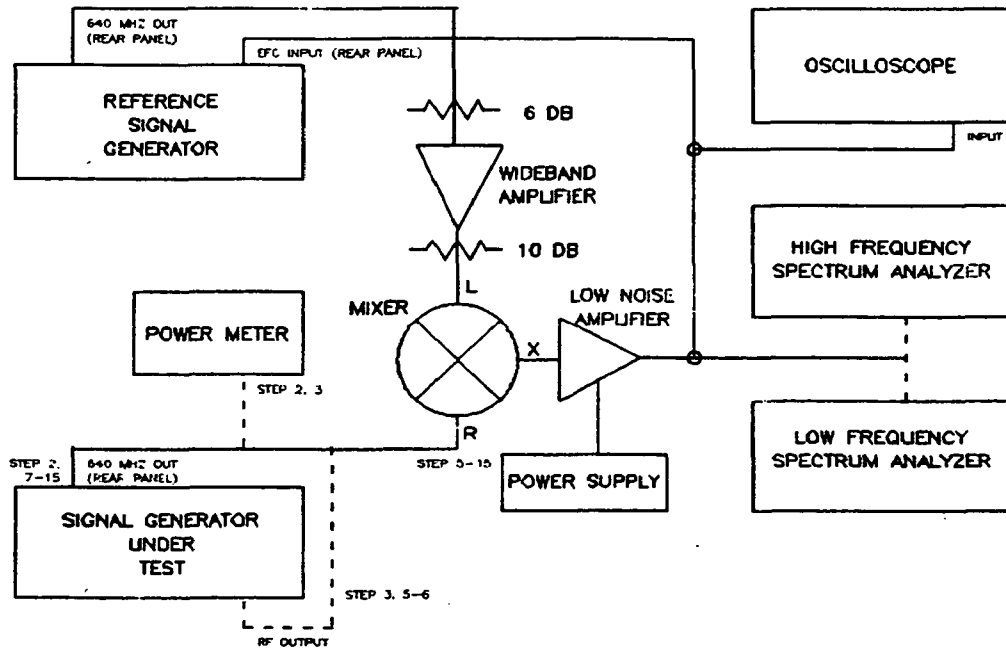 640 MHZ OUT
(REAR PANEL)
EFC INPUT (REAR PANEL)
REFERENCE
SIGNAL
GENERATOR
6 DB
WIDEBAND
AMPLIFIER
10 DB
L
MIXER
X
R
LOW NOISE
AMPLIFIER
OSCILLOSCOPE
INPUT
HIGH FREQUENCY
SPECTRUM ANALYZER
LOW FREQUENCY
SPECTRUM ANALYZER
POWER METER
STEP 2, 3
STEP 5-15
POWER SUPPLY
STEP 2,
7-15
640 MHZ OUT
(REAR PANEL)
SIGNAL GENERATOR
UNDER
TEST
STEP 3, 5-6
RF OUTPUT